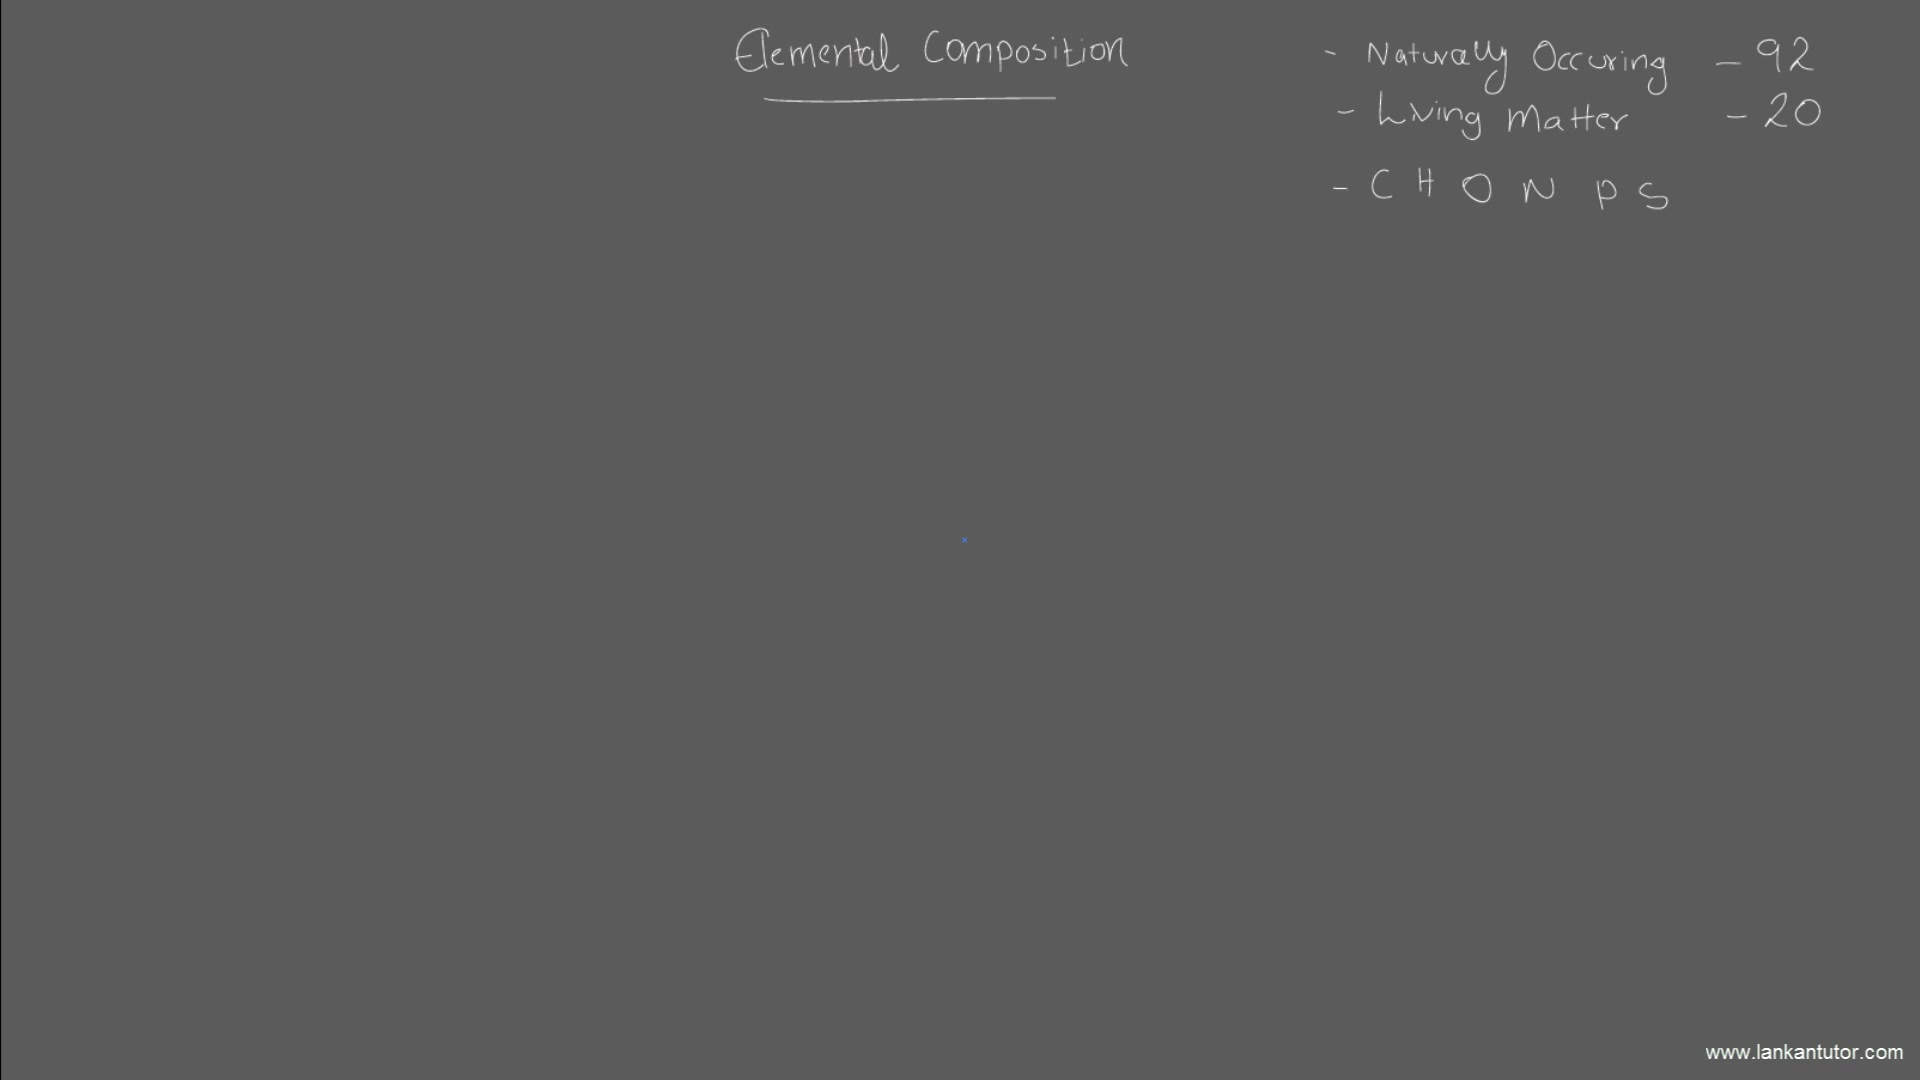 Elemental Composition
- Naturally Occuring - 92
- Living Matter - 20
- C H O N P S
www.lankantutor.com